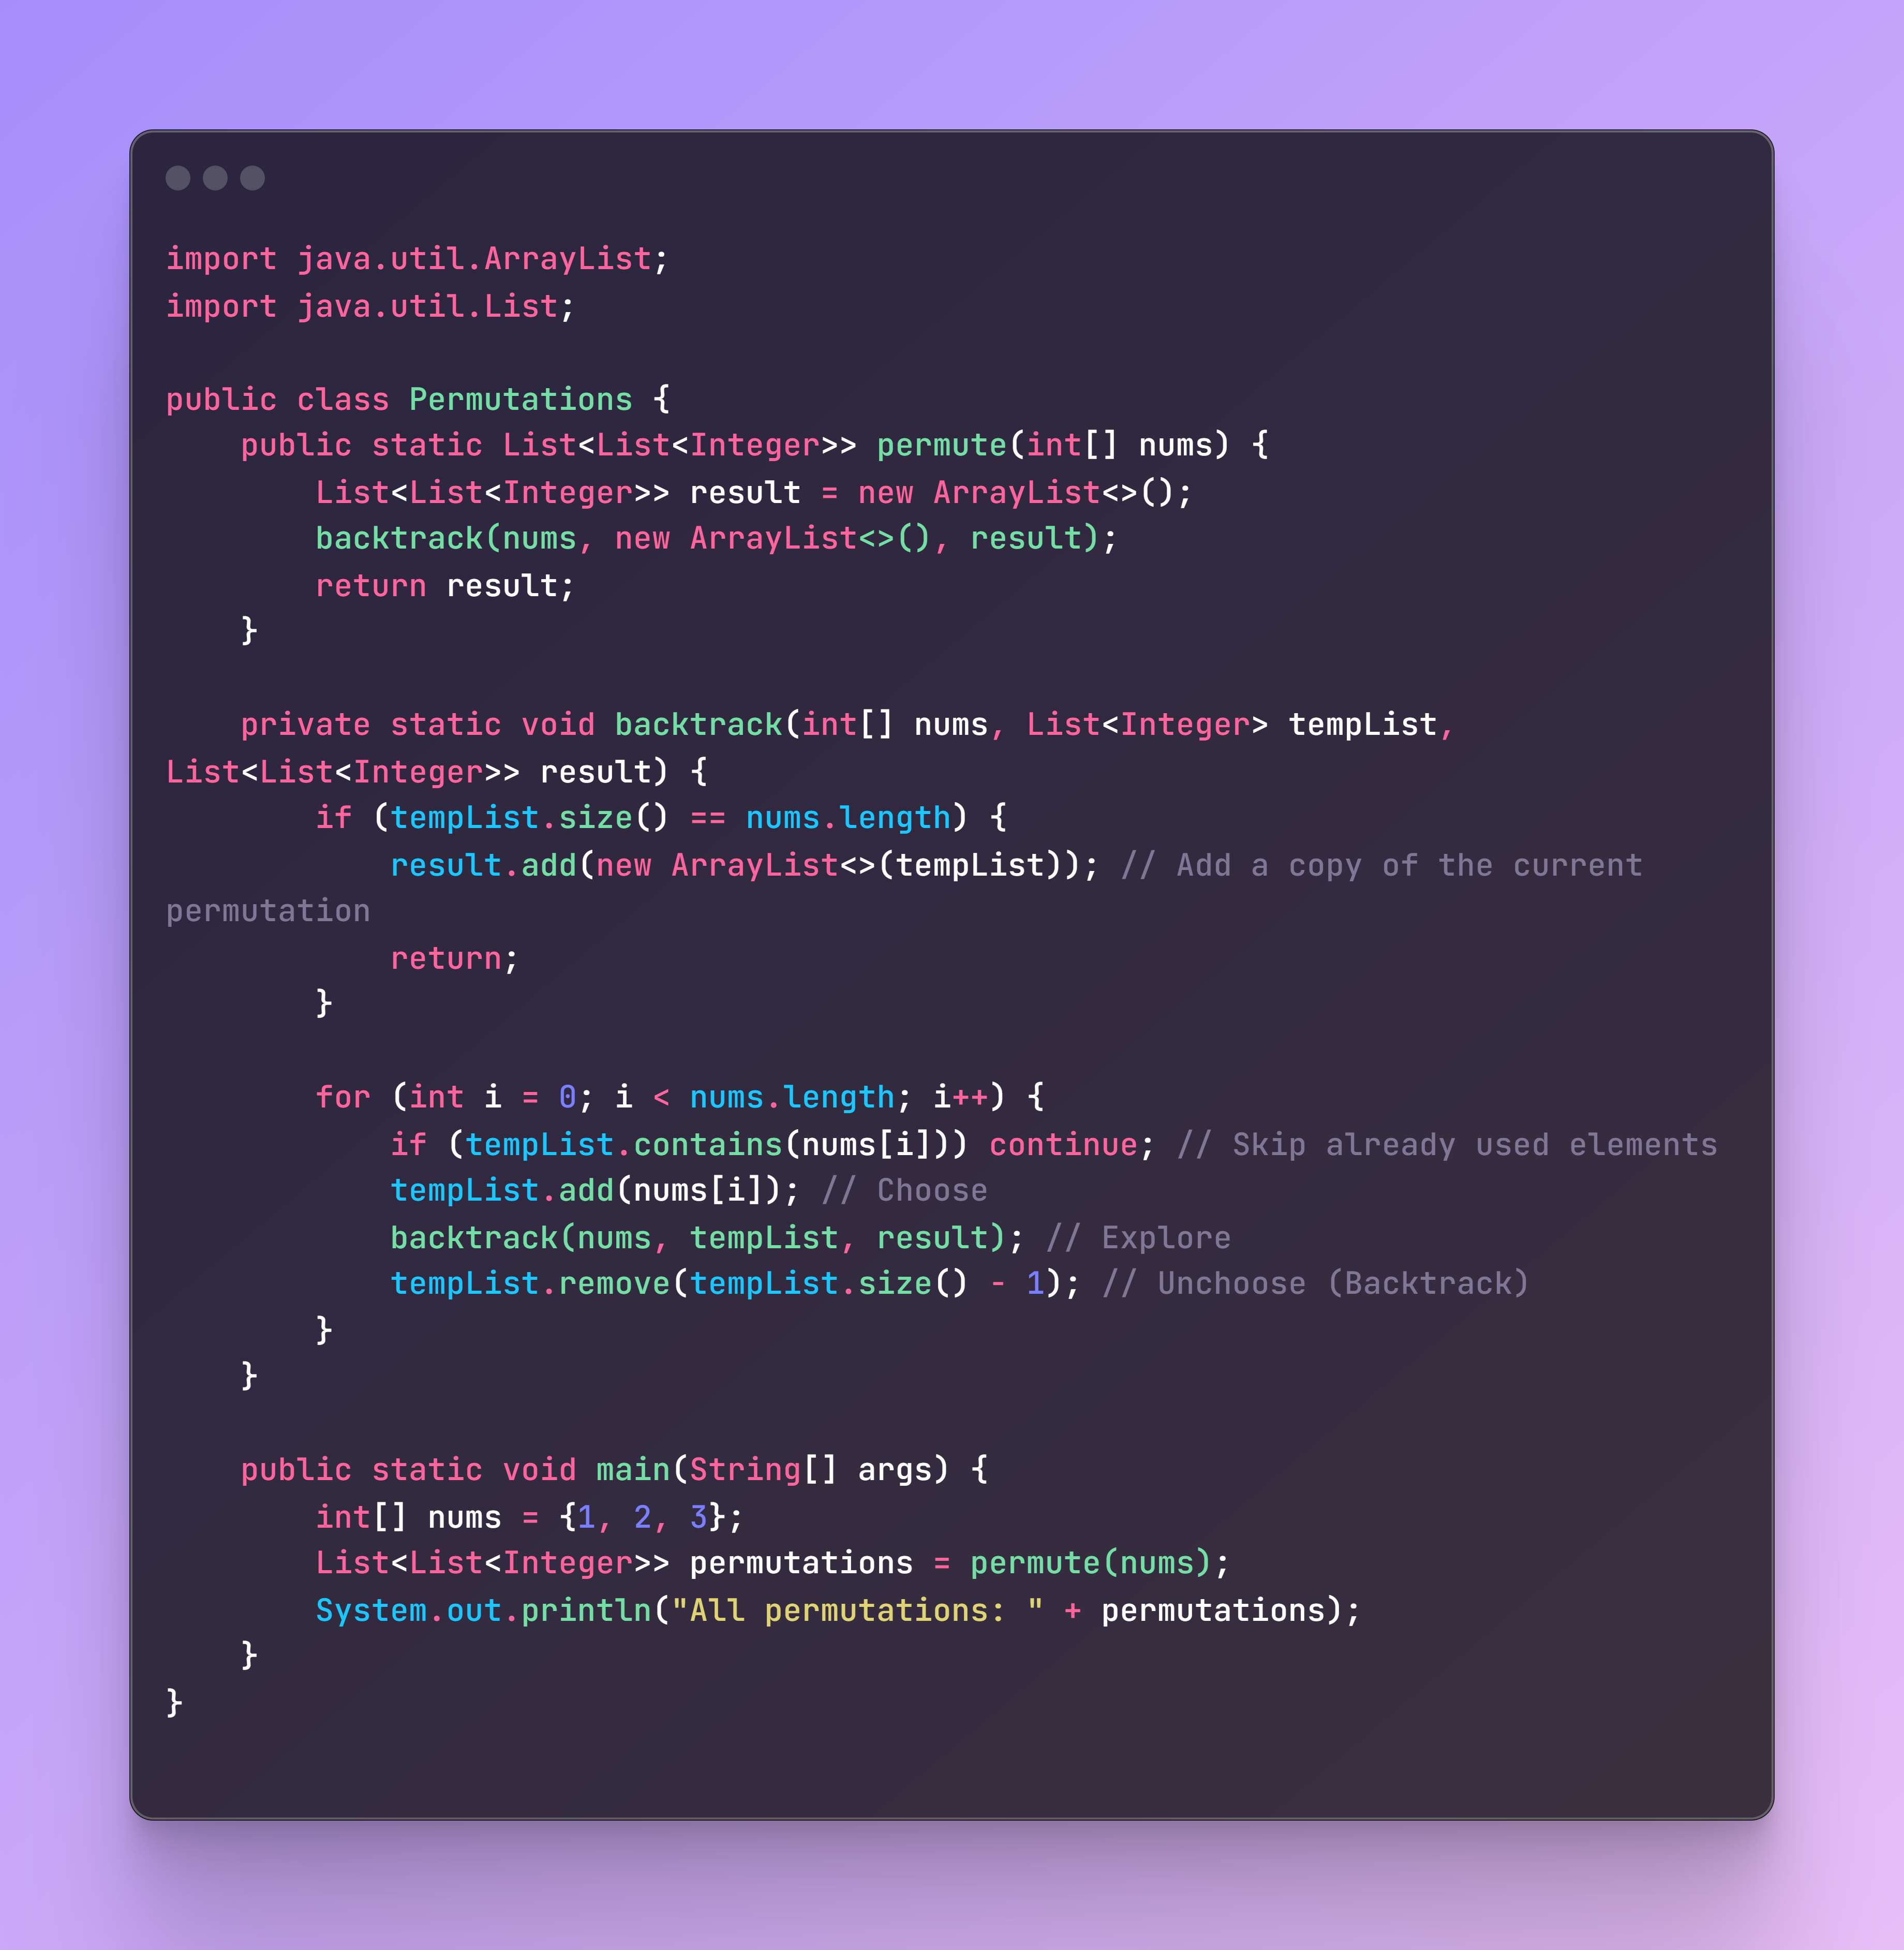 import java.util.ArrayList;
import java.util.List;

public class Permutations {
    public static List<List<Integer>> permute(int[] nums) {
        List<List<Integer>> result = new ArrayList<>();
        backtrack(nums, new ArrayList<>(), result);
        return result;
    }

    private static void backtrack(int[] nums, List<Integer> tempList,
List<List<Integer>> result) {
        if (tempList.size() == nums.length) {
            result.add(new ArrayList<>(tempList)); // Add a copy of the current
permutation
            return;
        }

        for (int i = 0; i < nums.length; i++) {
            if (tempList.contains(nums[i])) continue; // Skip already used elements
            tempList.add(nums[i]); // Choose
            backtrack(nums, tempList, result); // Explore
            tempList.remove(tempList.size() - 1); // Unchoose (Backtrack)
        }
    }

    public static void main(String[] args) {
        int[] nums = {1, 2, 3};
        List<List<Integer>> permutations = permute(nums);
        System.out.println("All permutations: " + permutations);
    }
}